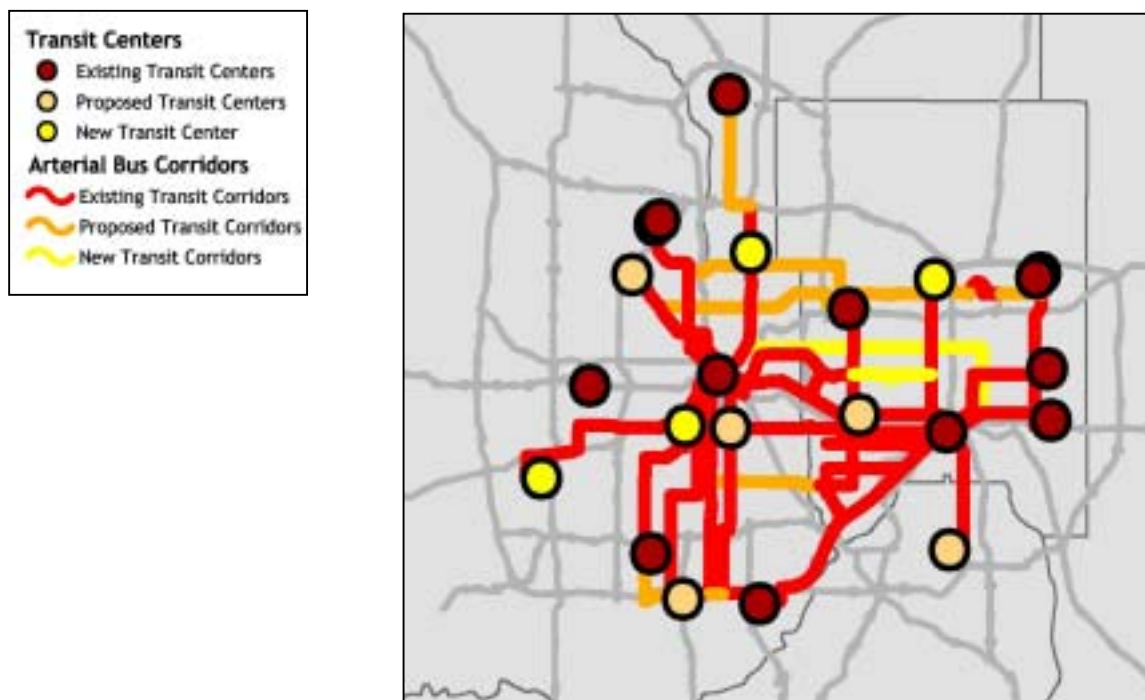 Transit Centers
Existing Transit Centers
Proposed Transit Centers
New Transit Center
Arterial Bus Corridors
Existing Transit Corridors
Proposed Transit Corridors
New Transit Corridors